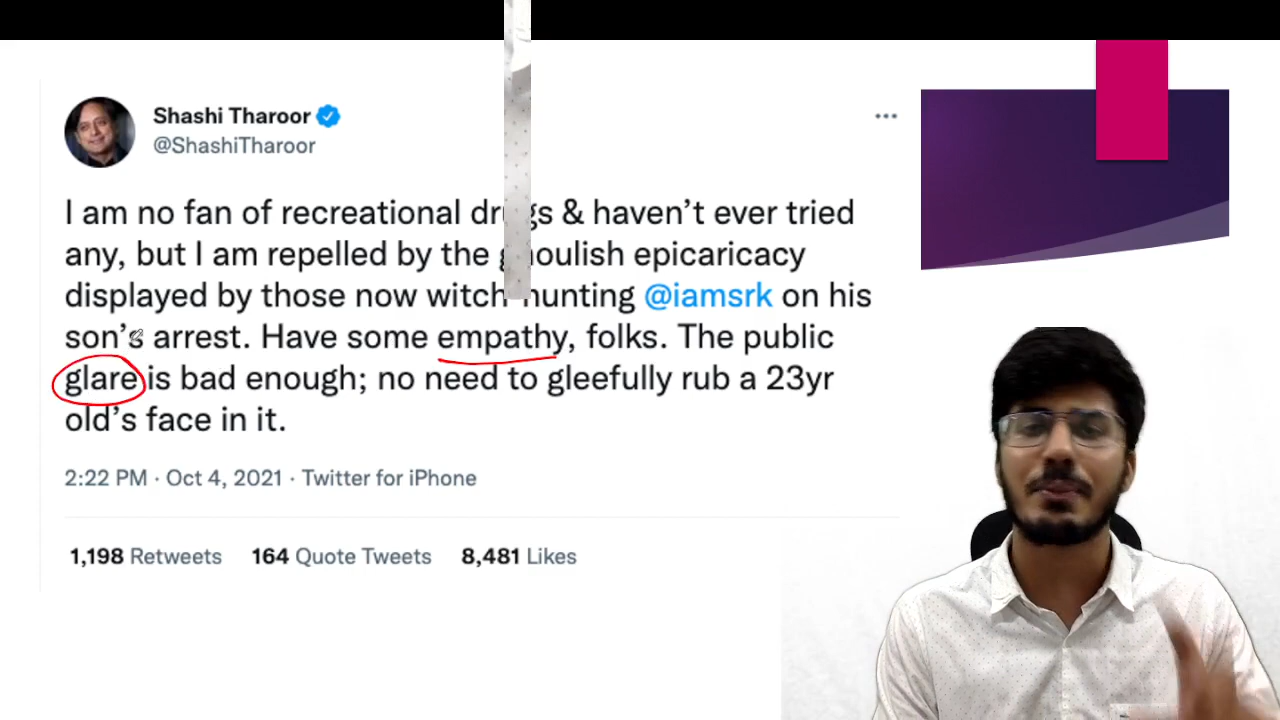 Shashi Tharoor
@ShashiTharoor
I am no fan of recreational drugs & haven't ever tried
any, but I am repelled by the ghoulish epicaricacy
displayed by those now witch hunting @iamsrk on his
son's arrest. Have some empathy, folks. The public
glare is bad enough; no need to gleefully rub a 23yr
old's face in it.
2:22 PM · Oct 4, 2021 · Twitter for iPhone
1,198 Retweets 164 Quote Tweets 8,481 Likes